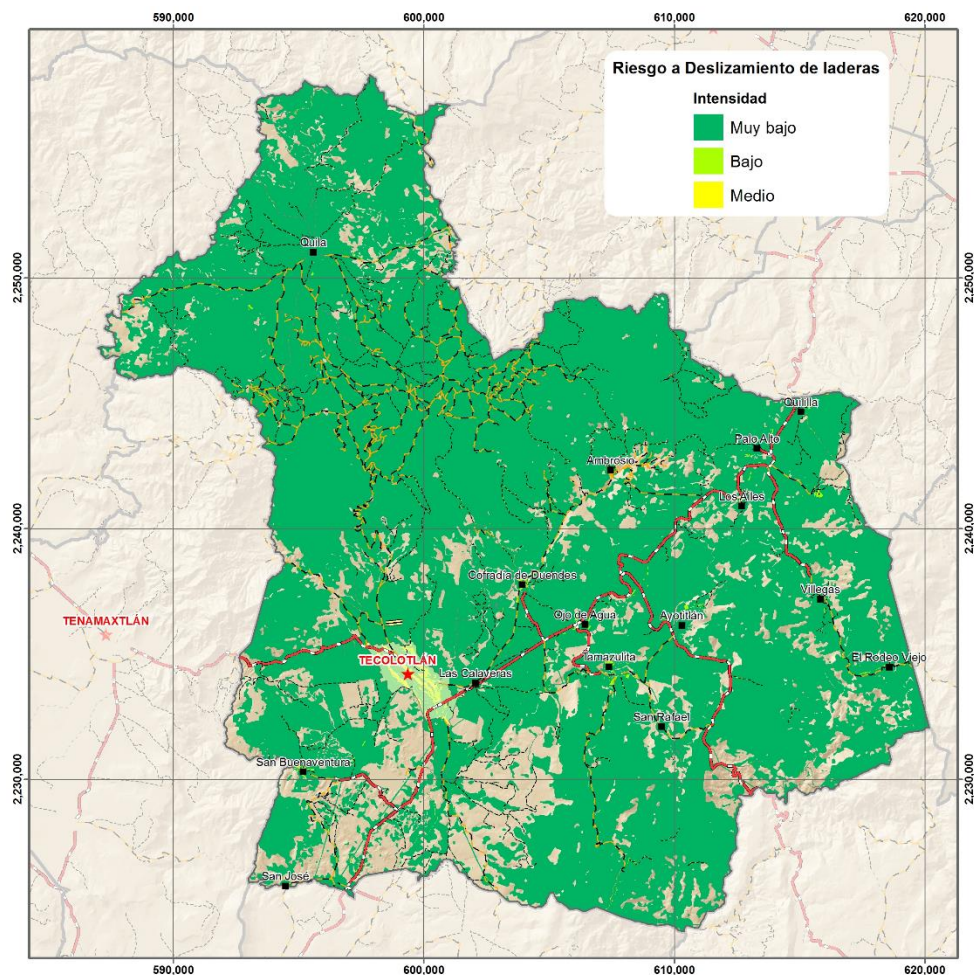 590,000 600,000 610,000 620,000
Riesgo a Deslizamiento de laderas
Intensidad
Muy bajo
Bajo
Medio
Quila
2,250,000 2,250,000
Quililla
Palo Alto
Ambrosio
Los Ailes
2,240,000 2,240,000
Cofradía de Duendes
Villegas
TENAMAXTLÁN
Ojo de Agua
Ayotitlán
TECOLOTLÁN
Tamazulita
El Rodeo Viejo
Las Calaveras
San Rafael
San Buenaventura
2,230,000 2,230,000
San José
590,000 600,000 610,000 620,000